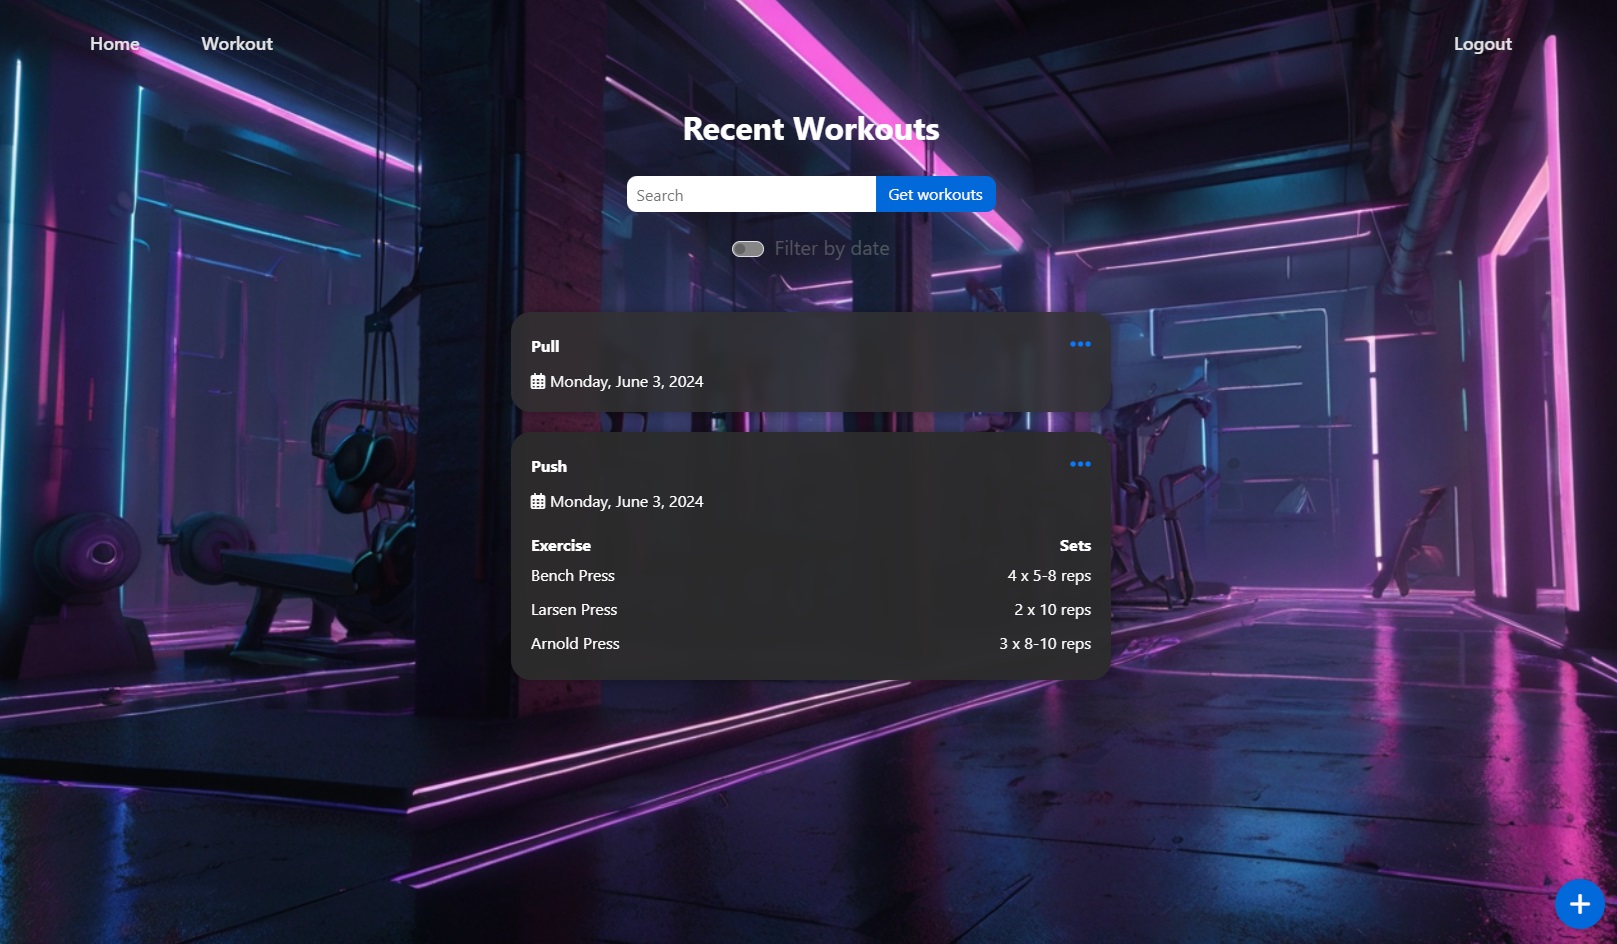 Home Workout Logout
Recent Workouts
Search Get workouts
Filter by date
Pull
Monday, June 3, 2024
Push
Monday, June 3, 2024
Exercise Sets
Bench Press 4 x 5-8 reps
Larsen Press 2 x 10 reps
Arnold Press 3 x 8-10 reps